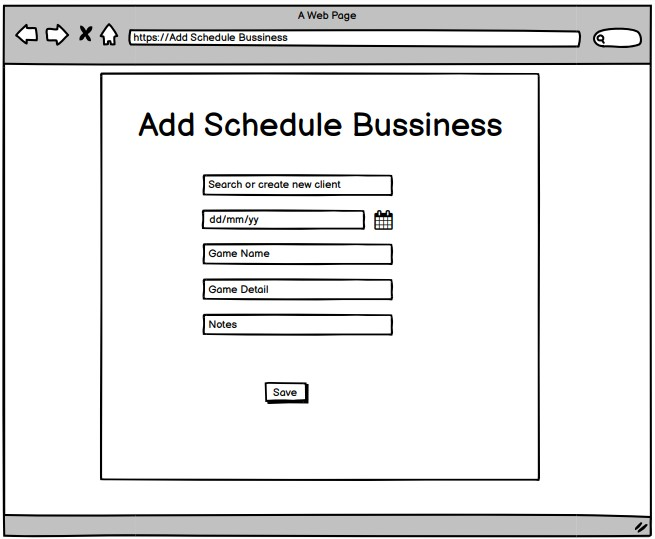 A Web Page
https://Add Schedule Bussiness
Add Schedule Bussiness
Search or create new client
dd/mm/yy
Game Name
Game Detail
Notes
Save